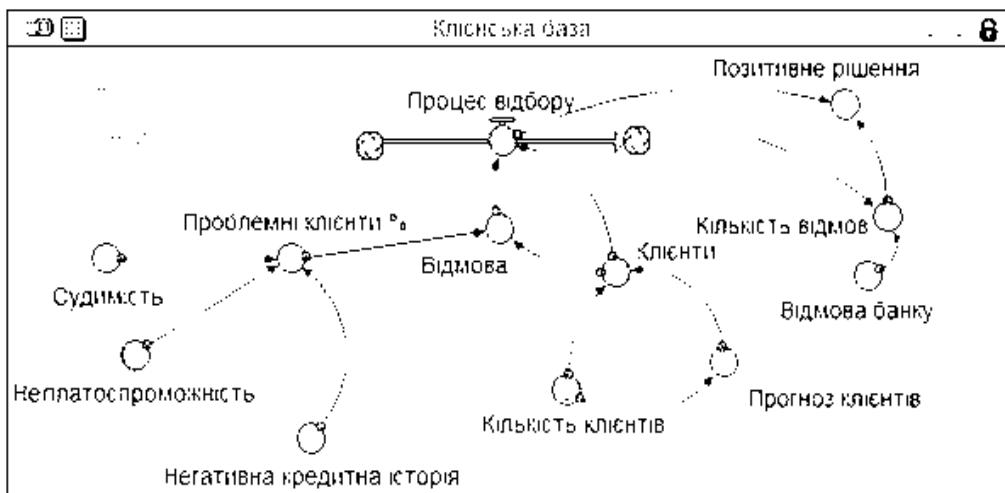 Клієнська база
Позитивне рішення
Процес відбору
Проблемні клієнти %
Кількість відмов
Клієнти
Відмова
Судимість
Відмова банку
Неплатоспроможність
Прогноз клієнтів
Кількість клієнтів
Негативна кредитна історія